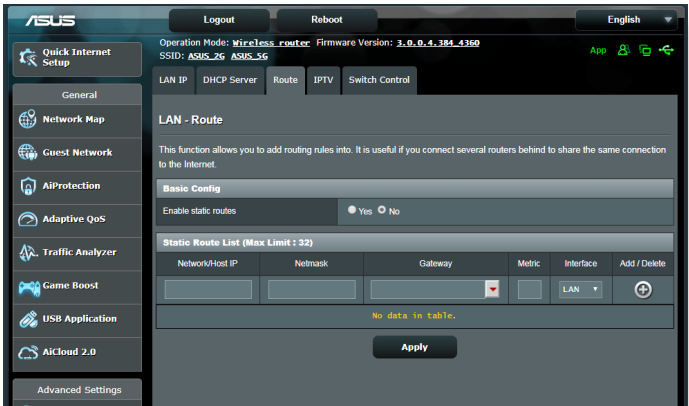 ASUS Logout Reboot English
Operation Mode: Wireless router Firmware Version: 3.0.0.4.384_4360
SSID: ASUS_2G ASUS_5G
App
Quick Internet
Setup
General
Network Map
Guest Network
AiProtection
Adaptive QoS
Traffic Analyzer
Game Boost
USB Application
AiCloud 2.0
Advanced Settings
LAN IP DHCP Server Route IPTV Switch Control
LAN - Route
This function allows you to add routing rules into. It is useful if you connect several routers behind to share the same connection
to the Internet.
Basic Config
Enable static routes Yes No
Static Route List (Max Limit : 32)
Network/Host IP Netmask Gateway Metric Interface Add / Delete
LAN
No data in table.
Apply